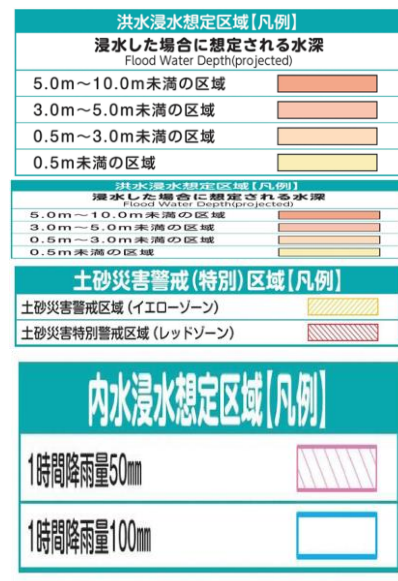 洪水浸水想定区域【凡例】
浸水した場合に想定される水深
Flood Water Depth(projected)
5.0m～10.0m未満の区域
3.0m～5.0m未満の区域
0.5m～3.0m未満の区域
0.5m未満の区域
洪水浸水想定区域【凡例】
浸水した場合に想定される水深
Flood Water Depth(projected)
5.0m～10.0m未満の区域
3.0m～5.0m未満の区域
0.5m～3.0m未満の区域
0.5m未満の区域
土砂災害警戒(特別)区域【凡例】
土砂災害警戒区域(イエローゾーン)
土砂災害特別警戒区域(レッドゾーン)
内水浸水想定区域【凡例】
1時間降雨量50㎜
1時間降雨量100㎜